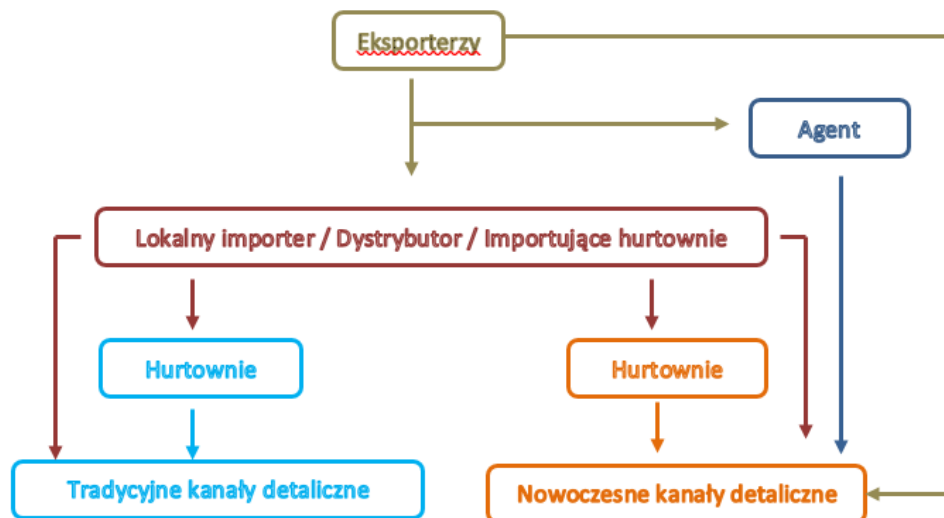 Eksporterzy
Agent
Lokalny importer / Dystrybutor / Importujące hurtownie
Hurtownie
Hurtownie
Tradycyjne kanały detaliczne
Nowoczesne kanały detaliczne